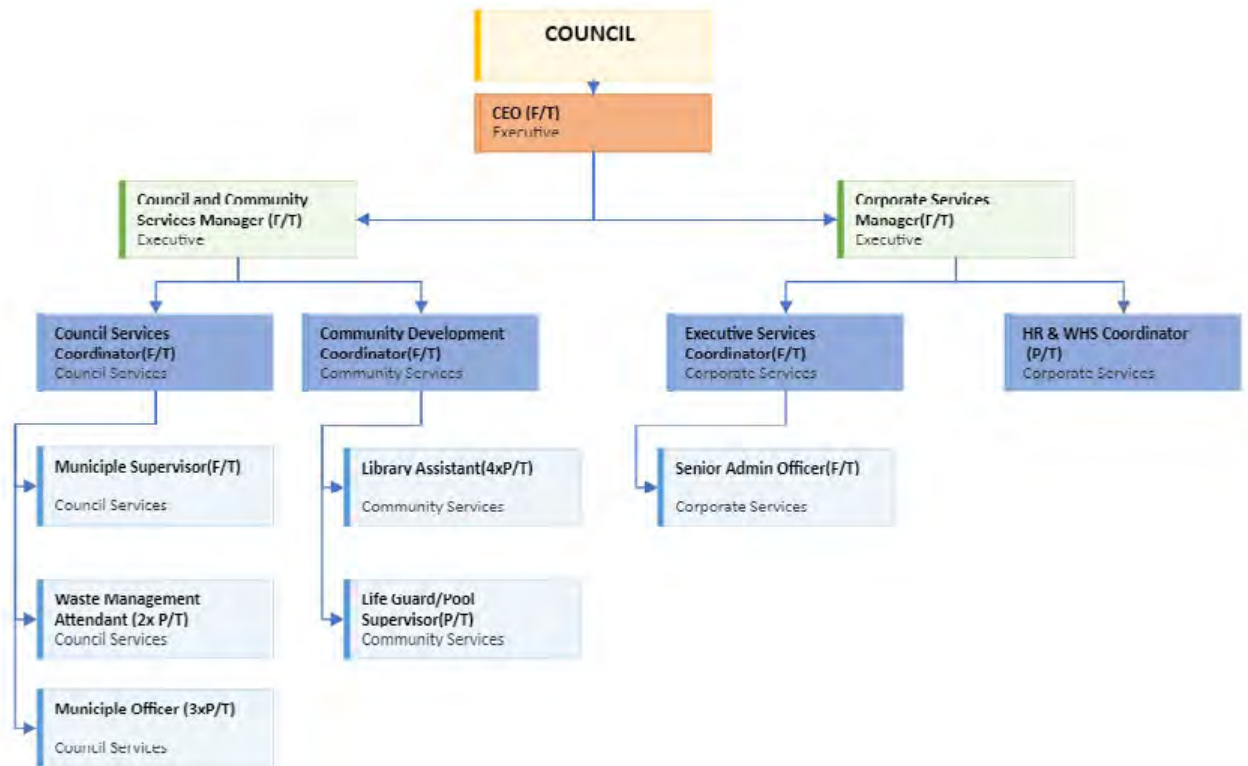 COUNCIL
CEO (F/T)
Executive
Council and Community
Services Manager (F/T)
Executive
Corporate Services
Manager(F/T)
Executive
Council Services
Coordinator(F/T)
Council Services
Community Development
Coordinator(F/T)
Community Services
Executive Services
Coordinator(F/T)
Corporate Services
HR & WHS Coordinator
(P/T)
Corporate Services
Municiple Supervisor(F/T)
Council Services
Library Assistant(4xP/T)
Community Services
Senior Admin Officer(F/T)
Corporate Services
Waste Management
Attendant (2x P/T)
Council Services
Life Guard/Pool
Supervisor(P/T)
Community Services
Municiple Officer (3xP/T)
Council Services